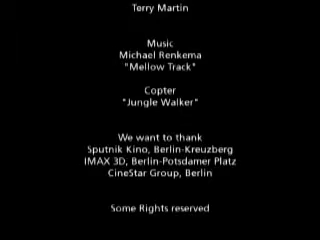 Terry Martin
Music
Michael Renkema
"Mellow Track"
Copter
"Jungle Walker"
We want to thank
Sputnik Kino, Berlin-Kreuzberg
IMAX 3D, Berlin-Potsdamer Platz
CineStar Group, Berlin
Some Rights reserved